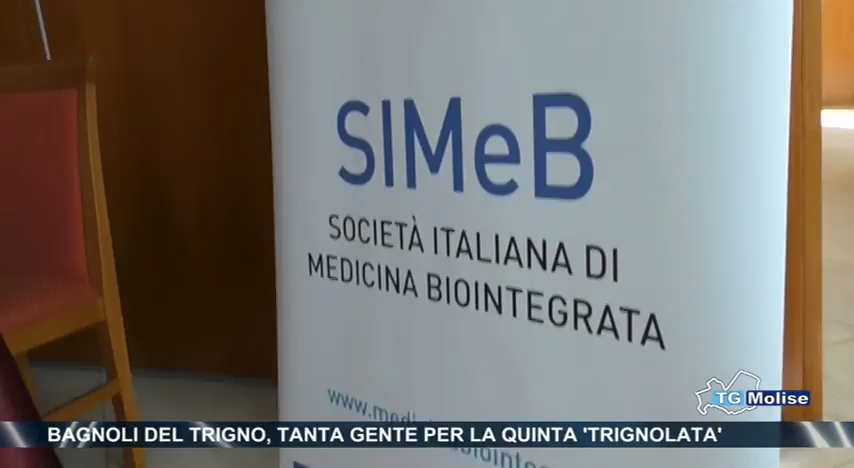 SIMeB
SOCIETÀ ITALIANA DI
MEDICINA BIOINTEGRATA
TG Molise
BAGNOLI DEL TRIGNO, TANTA GENTE PER LA QUINTA 'TRIGNOLATA'